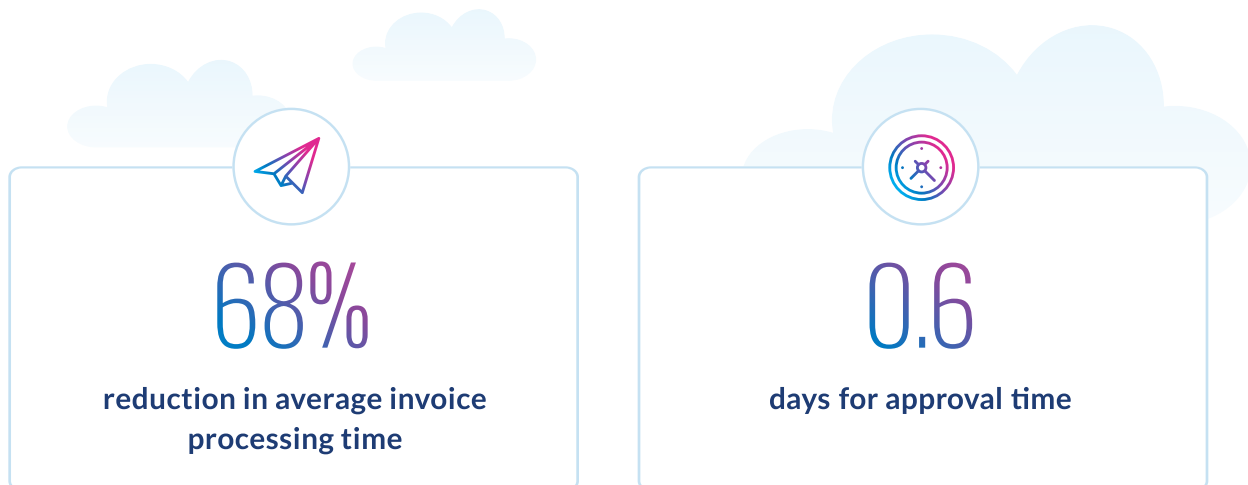 68%
reduction in average invoice
processing time
0.6
days for approval time